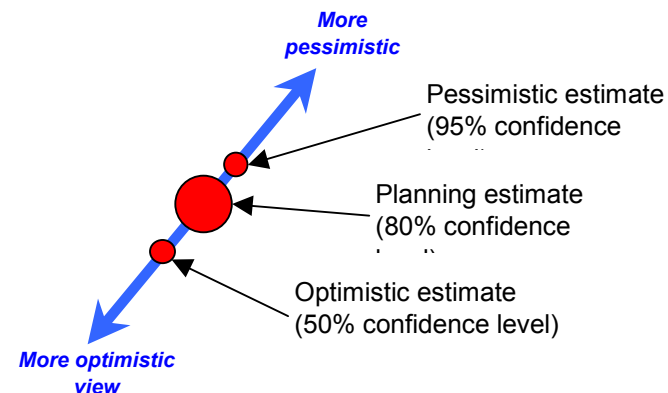 More
pessimistic
Pessimistic estimate
(95% confidence
Planning estimate
(80% confidence
Optimistic estimate
(50% confidence level)
More optimistic
view